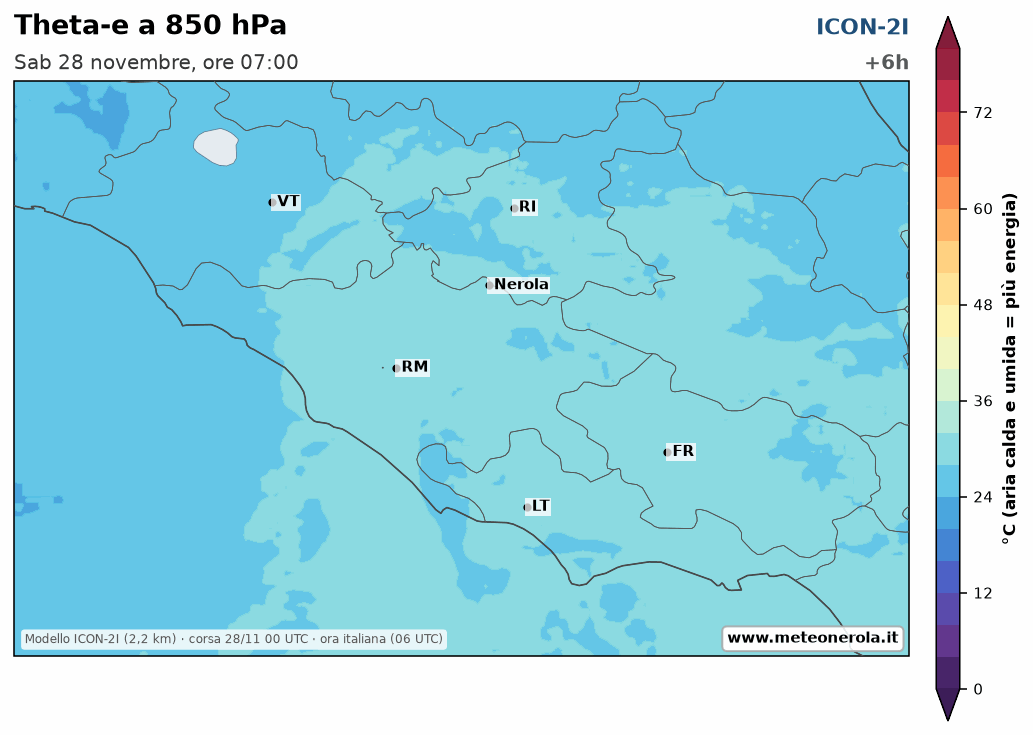 Theta-e a 850 hPa
ICON-2I
Sab 28 novembre, ore 07:00
+6h
VT
RI
Nerola
RM
FR
LT
Modello ICON-2I (2,2 km) · corsa 28/11 00 UTC · ora italiana (06 UTC)
www.meteonerola.it
72
60
48
36
24
12
0
°C (aria calda e umida = più energia)